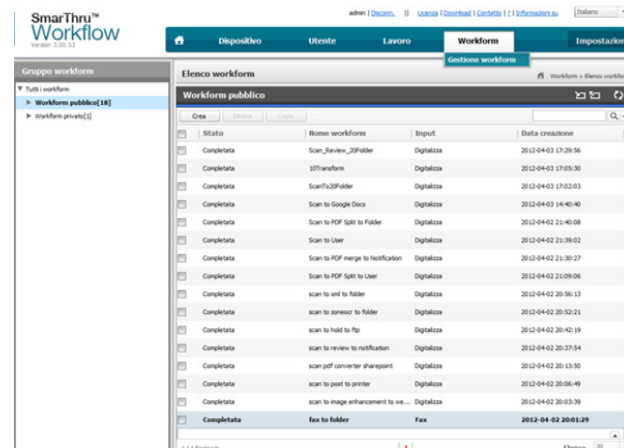 SmarThru™
Workflow
Version 3.00.53
admin | Disconn. || Licenza | Download | Contatto | ? | Informazioni su Italiano
Dispositivo Utente Lavoro Workform Impostazion
Gestione workform
Gruppo workform
Tutti i workform
Workform pubblico[16]
Workform privato[1]
Elenco workform
Workform » Elenco workfor
Workform pubblico
Crea Elimina Copia
Stato Nome workform Input Data creazione
Completata Scan_Review_20Folder Digitalizza 2012-04-03 17:29:56
Completata 10Transform Digitalizza 2012-04-03 17:05:30
Completata ScanTo20Folder Digitalizza 2012-04-03 17:02:03
Completata Scan to Google Docs Digitalizza 2012-04-03 14:40:40
Completata Scan to PDF Split to Folder Digitalizza 2012-04-02 21:40:08
Completata Scan to User Digitalizza 2012-04-02 21:39:02
Completata Scan to PDF merge to Notification Digitalizza 2012-04-02 21:30:27
Completata Scan to PDF Split to User Digitalizza 2012-04-02 21:09:06
Completata scan to xml to folder Digitalizza 2012-04-02 20:56:13
Completata scan to zoneocr to folder Digitalizza 2012-04-02 20:52:21
Completata scan to hold to ftp Digitalizza 2012-04-02 20:42:19
Completata scan to review to notification Digitalizza 2012-04-02 20:37:54
Completata scan pdf converter sharepoint Digitalizza 2012-04-02 20:13:50
Completata scan to post to printer Digitalizza 2012-04-02 20:06:49
Completata scan to image enhancement to we... Digitalizza 2012-04-02 20:03:39
Completata fax to folder Fax 2012-04-02 20:01:29
Elenco 20